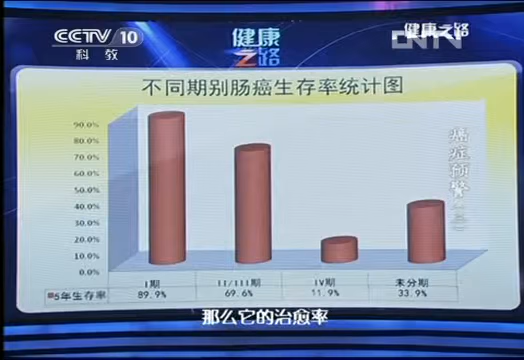 CCTV 10
科教
健康之路
健康之路
CNTV
不同期别肠癌生存率统计图
90.0%
80.0%
70.0%
60.0%
50.0%
40.0%
30.0%
20.0%
10.0%
0.0%
癌症预警(三)
I期 II/III期 IV期 未分期
5年生存率 89.9% 69.6% 11.9% 33.9%
那么它的治愈率